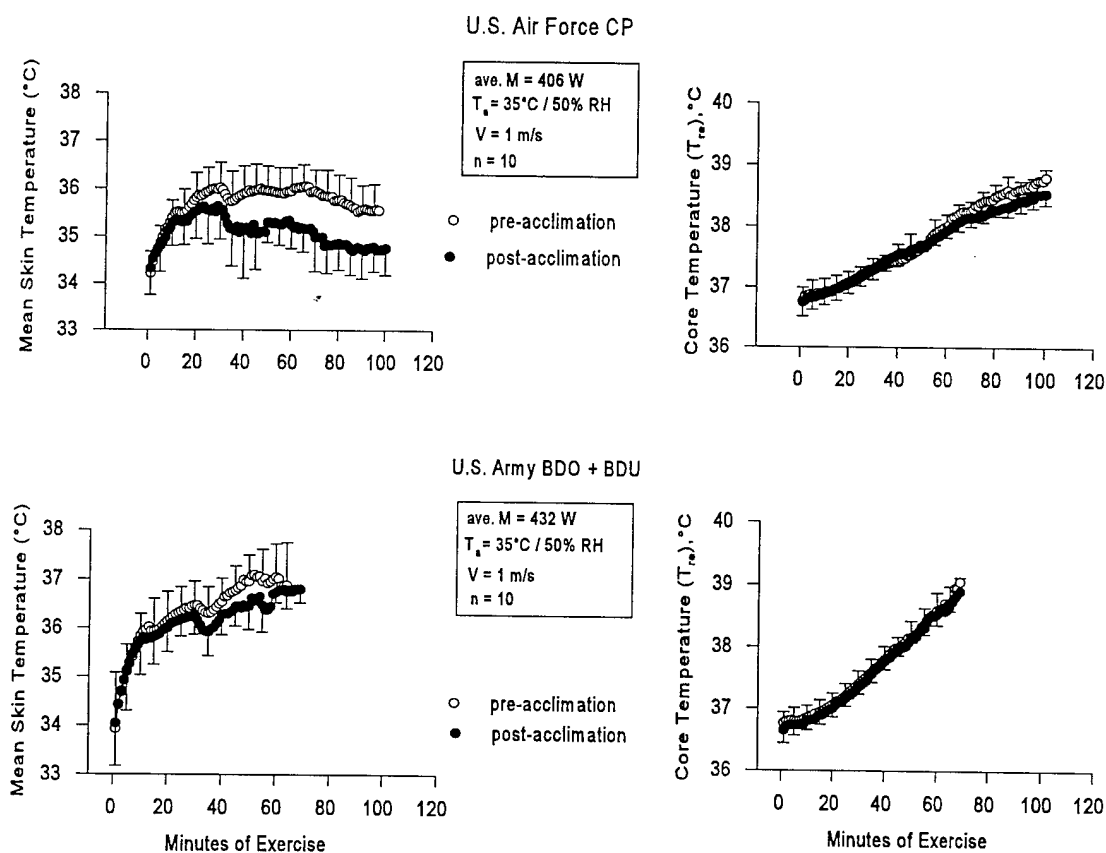 U.S. Air Force CP
ave. M = 406 W
Ta = 35°C / 50% RH
V = 1 m/s
n = 10
Mean Skin Temperature (°C)
38
37
36
35
34
33
0 20 40 60 80 100 120
pre-acclimation
post-acclimation
Core Temperature (Tre),°C
40
39
38
37
36
0 20 40 60 80 100 120
U.S. Army BDO + BDU
ave. M = 432 W
Ta = 35°C / 50% RH
V = 1 m/s
n = 10
Mean Skin Temperature (°C)
38
37
36
35
34
33
0 20 40 60 80 100 120
Minutes of Exercise
pre-acclimation
post-acclimation
Core Temperature (Tre),°C
40
39
38
37
36
0 20 40 60 80 100 120
Minutes of Exercise